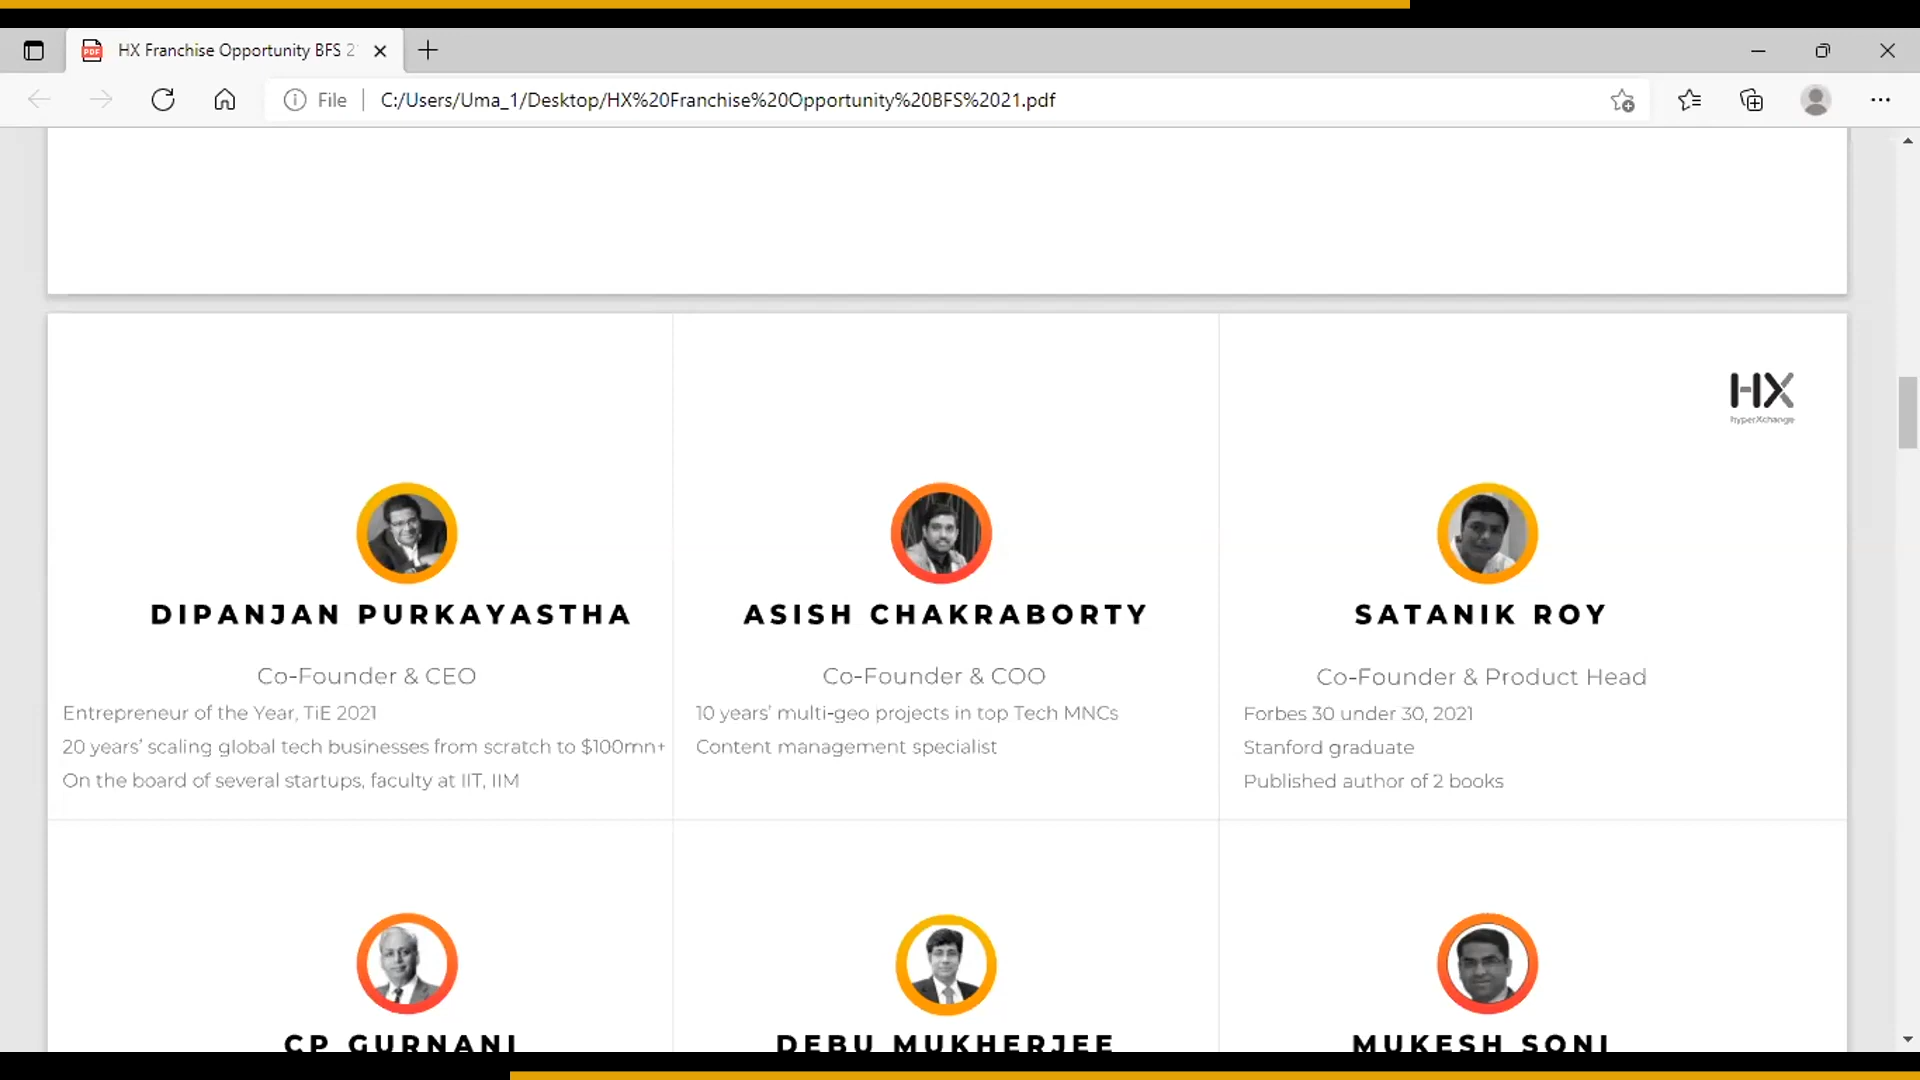 HX Franchise Opportunity BFS 2
File
C:/Users/Uma_1/Desktop/HX%20Franchise%20Opportunity%20BFS%2021.pdf
HX
hyperXchange
DIPANJAN PURKAYASTHA
Co-Founder & CEO
Entrepreneur of the Year, TiE 2021
20 years' scaling global tech businesses from scratch to $100mn+
On the board of several startups, faculty at IIT, IIM
ASISH CHAKRABORTY
Co-Founder & COO
10 years' multi-geo projects in top Tech MNCs
Content management specialist
SATANIK ROY
Co-Founder & Product Head
Forbes 30 under 30, 2021
Stanford graduate
Published author of 2 books
CP GURNANI
DEBU MUKHERJEE
MUKESH SONI